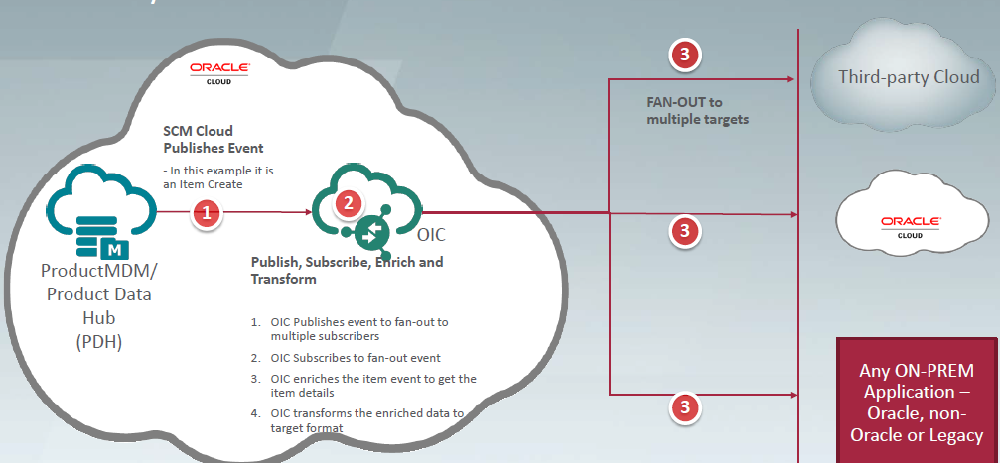 ORACLE
CLOUD
SCM Cloud
Publishes Event
- In this example it is
an Item Create
1
2
OIC
ProductMDM/
Product Data
Hub
(PDH)
M
Publish, Subscribe, Enrich and
Transform
1. OIC Publishes event to fan-out to
multiple subscribers
2. OIC Subscribes to fan-out event
3. OIC enriches the item event to get the
item details
4. OIC transforms the enriched data to
target format
3
FAN-OUT to
multiple targets
3
3
Third-party Cloud
ORACLE
CLOUD
Any ON-PREM
Application –
Oracle, non-
Oracle or Legacy